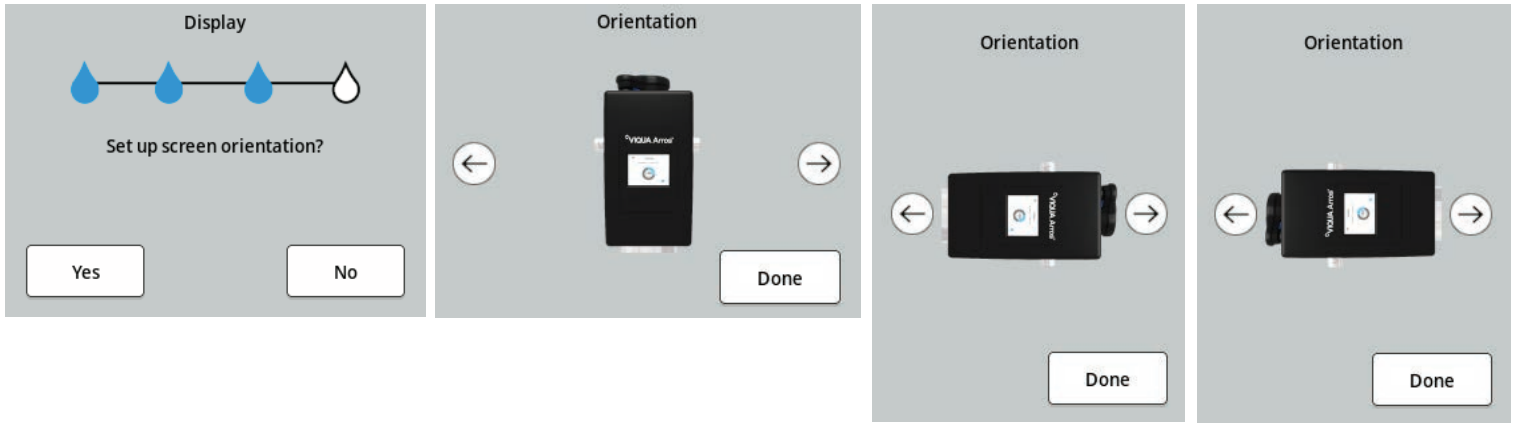 Display
Set up screen orientation?
Yes
No
Orientation
VIQUA Arros
Done
Orientation
VIQUA Arros
Done
Orientation
VIQUA Arros
Done